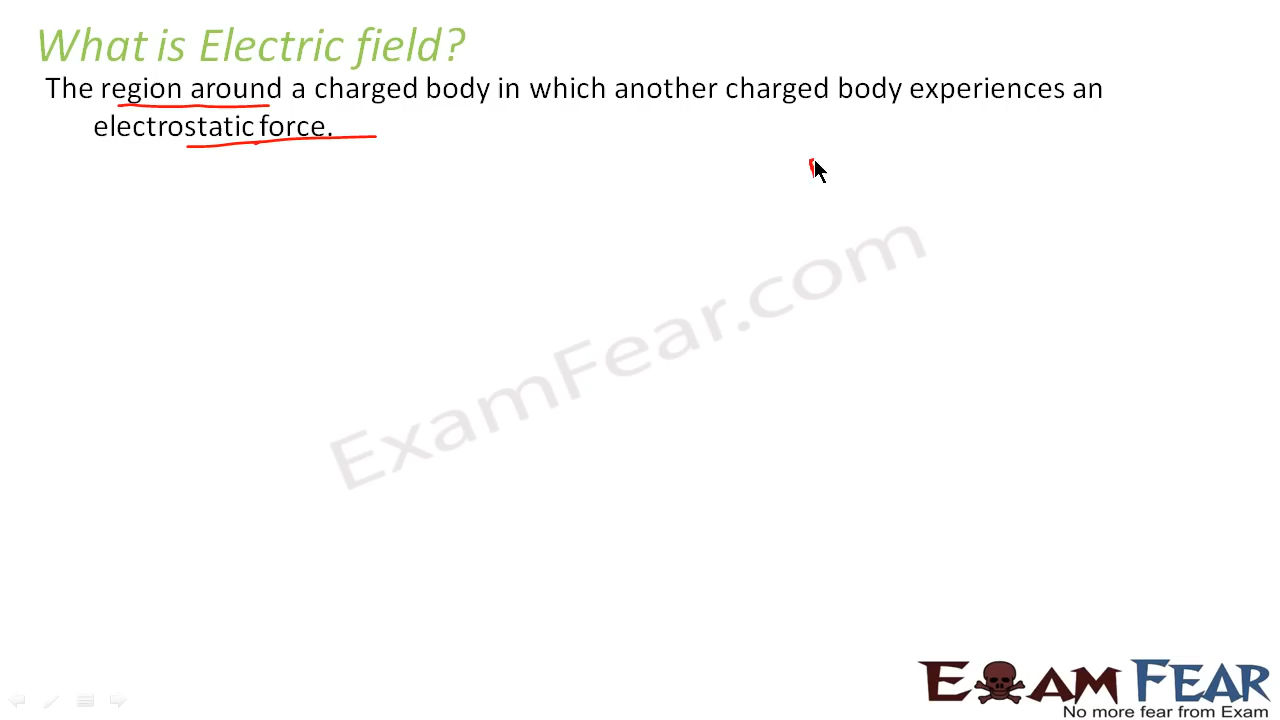 What is Electric field?
The region around a charged body in which another charged body experiences an
electrostatic force.
ExamFear.com
EXAM FEAR
No more fear from Exam